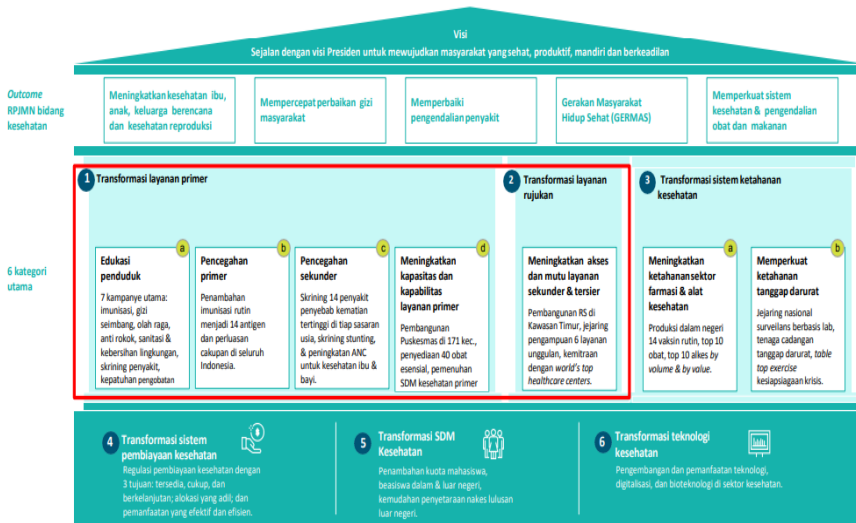 Visi
Sejalan dengan visi Presiden untuk mewujudkan masyarakat yang sehat, produktif, mandiri dan berkeadilan
Outcome
RPJMN bidang
kesehatan
Meningkatkan kesehatan ibu,
anak, keluarga berencana
dan kesehatan reproduksi
Mempercepat perbaikan gizi
masyarakat
Memperbaiki
pengendalian penyakit
Gerakan Masyarakat
Hidup Sehat (GERMAS)
Memperkuat sistem
kesehatan & pengendalian
obat dan makanan
6 kategori
utama
1 Transformasi layanan primer
a
Edukasi
penduduk
7 kampanye utama:
imunisasi, gizi
seimbang, olah raga,
anti rokok, sanitasi &
kebersihan lingkungan,
skrining penyakit,
kepatuhan pengobatan
b
Pencegahan
primer
Penambahan
imunisasi rutin
menjadi 14 antigen
dan perluasan
cakupan di seluruh
Indonesia.
c
Pencegahan
sekunder
Skrining 14 penyakit
penyebab kematian
tertinggi di tiap sasaran
usia, skrining stunting,
& peningkatan ANC
untuk kesehatan ibu &
bayi.
d
Meningkatkan
kapasitas dan
kapabilitas
layanan primer
Pembangunan
Puskesmas di 171 kec.,
penyediaan 40 obat
esensial, pemenuhan
SDM kesehatan primer
2 Transformasi layanan
rujukan
Meningkatkan akses
dan mutu layanan
sekunder & tersier
Pembangunan RS di
Kawasan Timur, jejaring
pengampuan 6 layanan
unggulan, kemitraan
dengan world's top
healthcare centers.
3 Transformasi sistem ketahanan
kesehatan
a
Meningkatkan
ketahanan sektor
farmasi & alat
kesehatan
Produksi dalam negeri
14 vaksin rutin, top 10
obat, top 10 alkes by
volume & by value.
b
Memperkuat
ketahanan
tanggap darurat
Jejaring nasional
surveilans berbasis lab,
tenaga cadangan
tanggap darurat, table
top exercise
kesiapsiagaan krisis.
4 Transformasi sistem
pembiayaan kesehatan
Regulasi pembiayaan kesehatan dengan
3 tujuan: tersedia, cukup, dan
berkelanjutan; alokasi yang adil; dan
pemanfaatan yang efektif dan efisien.
5 Transformasi SDM
Kesehatan
Penambahan kuota mahasiswa,
beasiswa dalam & luar negeri,
kemudahan penyetaraan nakes lulusan
luar negeri.
6 Transformasi teknologi
kesehatan
Pengembangan dan pemanfaatan teknologi,
digitalisasi, dan bioteknologi di sektor kesehatan.